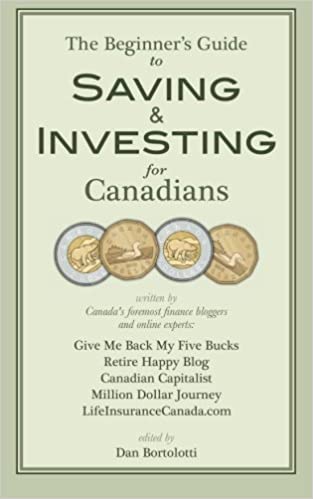 The Beginner's Guide
to
SAVING
&
INVESTING
for
Canadians
written by
Canada's foremost finance bloggers
and online experts:
Give Me Back My Five Bucks
Retire Happy Blog
Canadian Capitalist
Million Dollar Journey
LifeInsuranceCanada.com
edited by
Dan Bortolotti